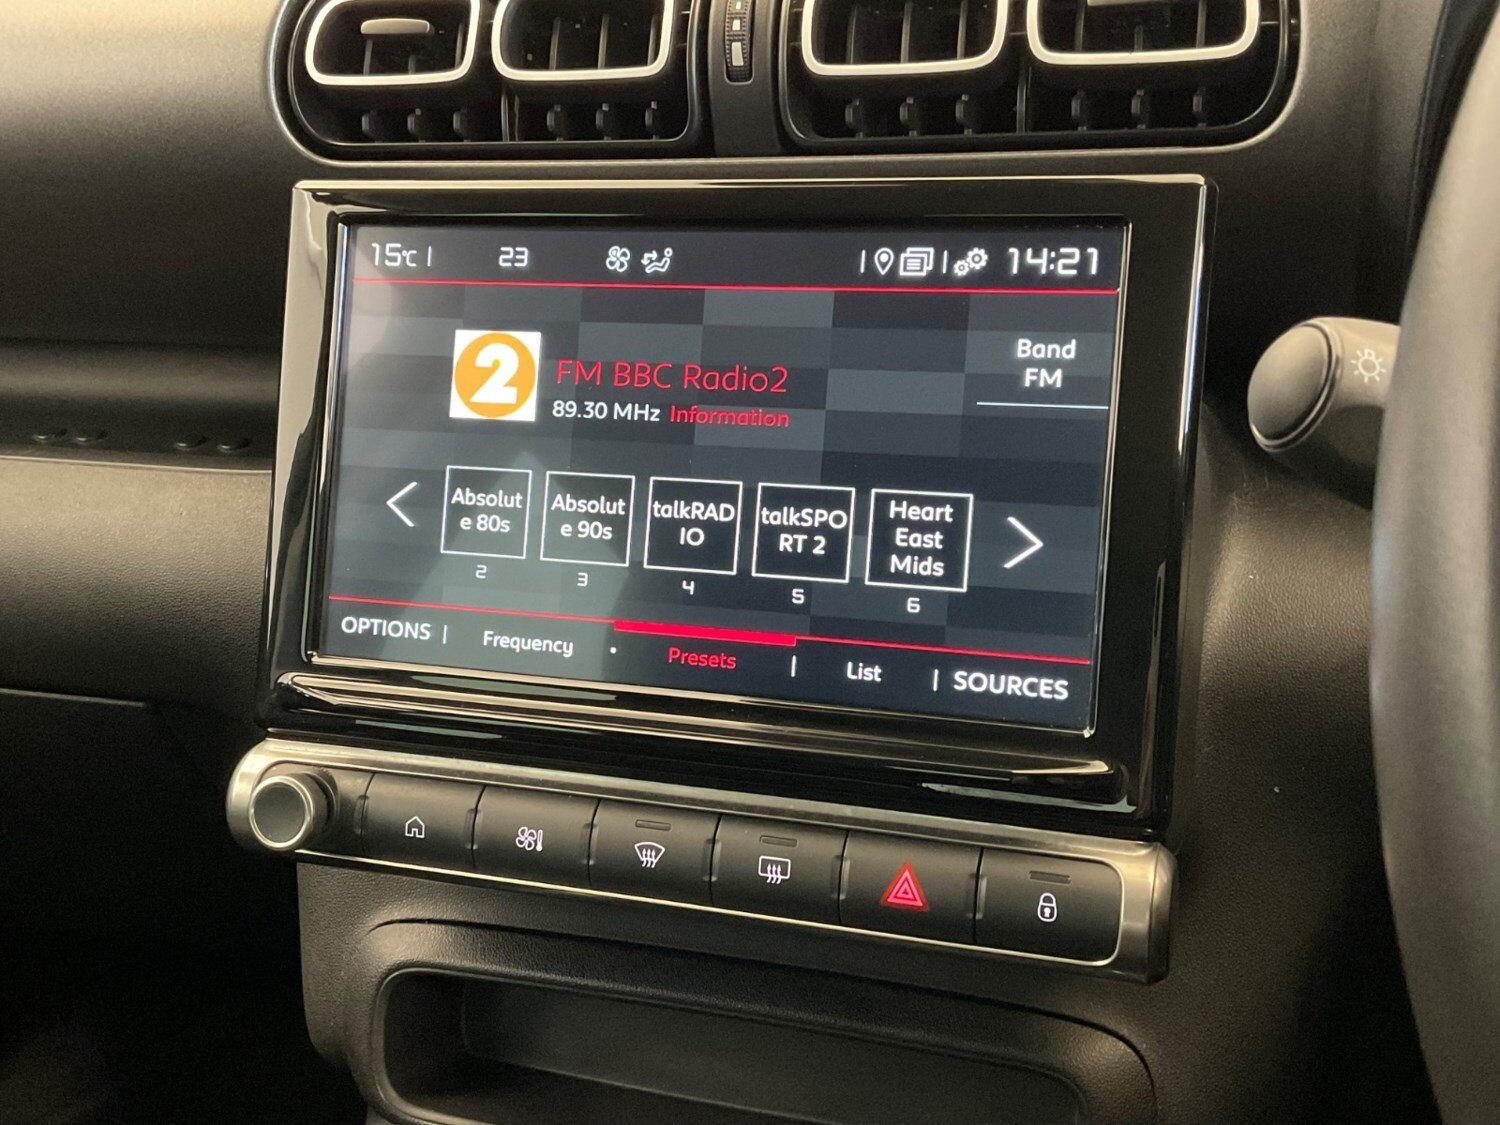 15°C 23 14:21
2
FM BBC Radio2
89.30 MHz Information
Band
FM
Absolut
e 80s
2
Absolut
e 90s
3
talkRAD
IO
4
talkSPO
RT 2
5
Heart
East
Mids
6
OPTIONS | Frequency • Presets | List | SOURCES